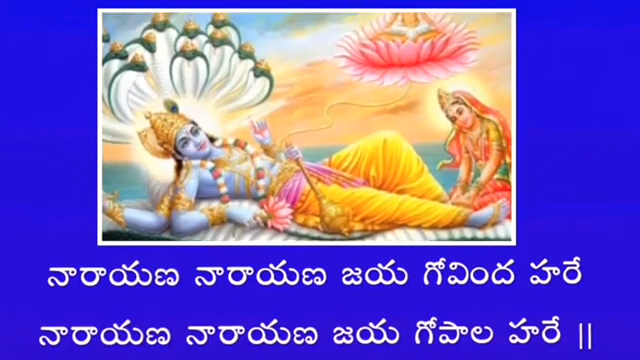 నారాయణ నారాయణ జయ గోవింద హరే
నారాయణ నారాయణ జయ గోపాల హరే ||